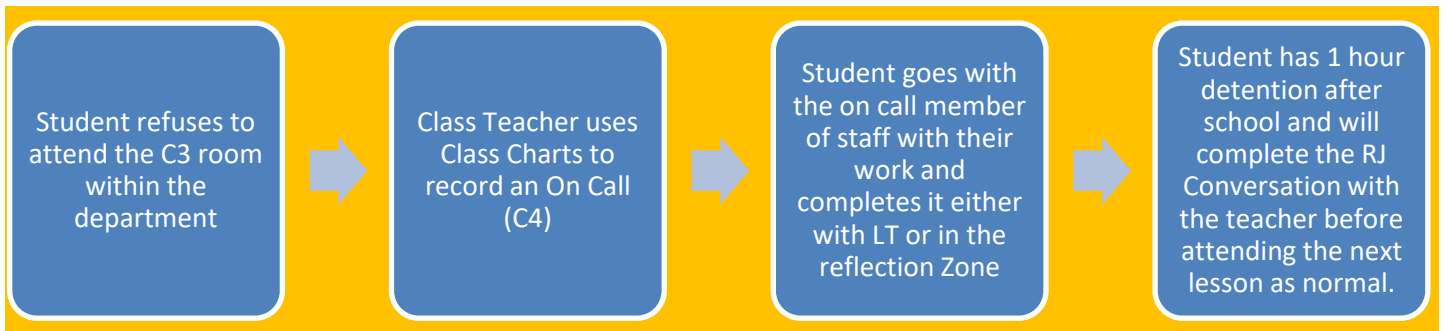 Student refuses to
attend the C3 room
within the
department
Class Teacher uses
Class Charts to
record an On Call
(C4)
Student goes with
the on call member
of staff with their
work and
completes it either
with LT or in the
reflection Zone
Student has 1 hour
detention after
school and will
complete the RJ
Conversation with
the teacher before
attending the next
lesson as normal.